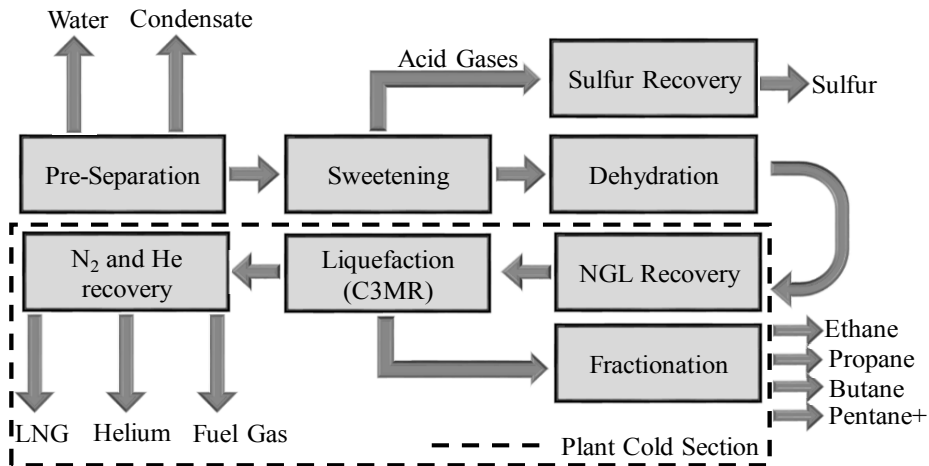 Water
Condensate
Acid Gases
Sulfur Recovery
Sulfur
Pre-Separation
Sweetening
Dehydration
N₂ and He
recovery
Liquefaction
(C3MR)
NGL Recovery
Fractionation
Ethane
Propane
Butane
Pentane+
LNG
Helium
Fuel Gas
Plant Cold Section